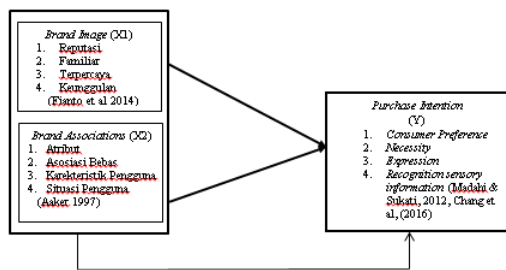 Brand Image (X1)
1. Reputasi
2. Familiar
3. Terpercaya
4. Keunggulan
(Fianto et al 2014)
Brand Associations (X2)
1. Atribut
2. Asosiasi Bebas
3. Karekteristik Pengguna
4. Situasi Pengguna
(Aaker 1997)
Purchase Intention
(Y)
1. Consumer Preference
2. Necessity
3. Expression
4. Recognition sensory
information (Madahi &
Sukati, 2012, Chang et
al, (2016)